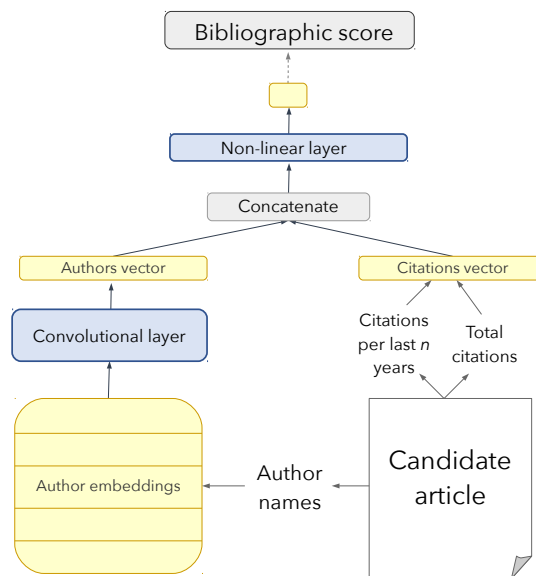 Bibliographic score
Non-linear layer
Concatenate
Authors vector
Citations vector
Convolutional layer
Citations
per last n
years
Total
citations
Author embeddings
Author
names
Candidate
article